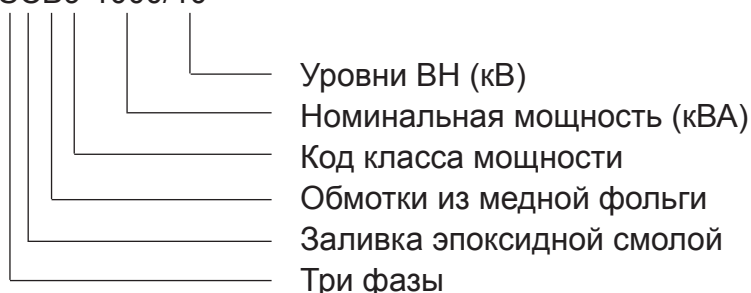 Уровни ВН (кВ)
Номинальная мощность (кВА)
Код класса мощности
Обмотки из медной фольги
Заливка эпоксидной смолой
Три фазы